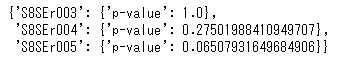 {'S8SEr003': {'p-value': 1.0},
 'S8SEr004': {'p-value': 0.27501988410949707},
 'S8SEr005': {'p-value': 0.06507931649684906}}